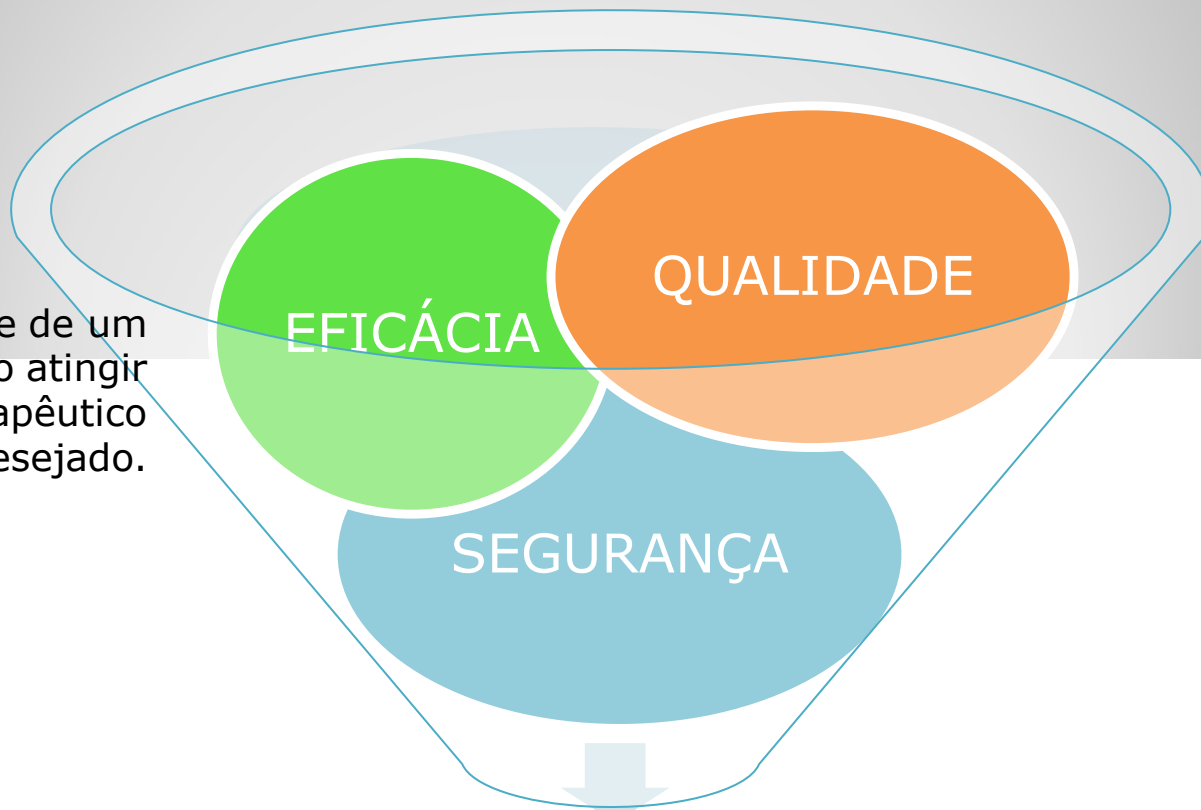 QUALIDADE
EFICÁCIA
e de um
o atingir
apêutico
esejado.
SEGURANÇA